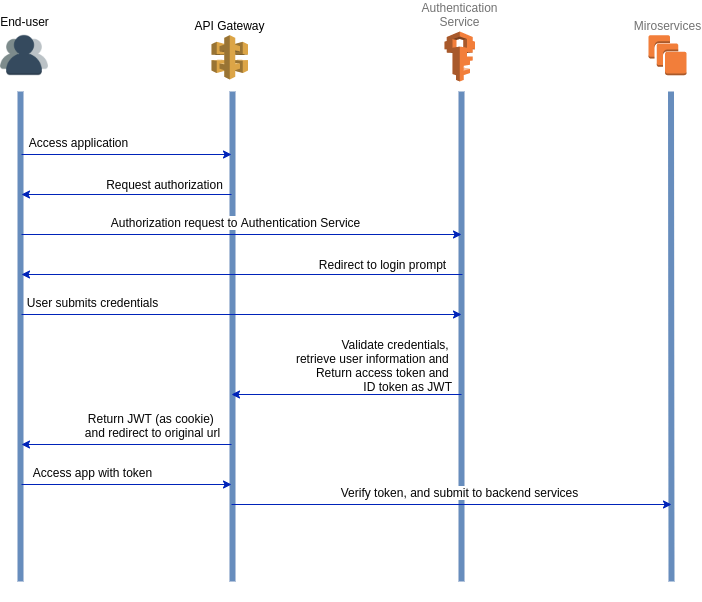 End-user
API Gateway
Authentication
Service
Miroservices
Access application
Request authorization
Authorization request to Authentication Service
Redirect to login prompt
User submits credentials
Validate credentials,
retrieve user information and
Return access token and
ID token as JWT
Return JWT (as cookie)
and redirect to original url
Access app with token
Verify token, and submit to backend services